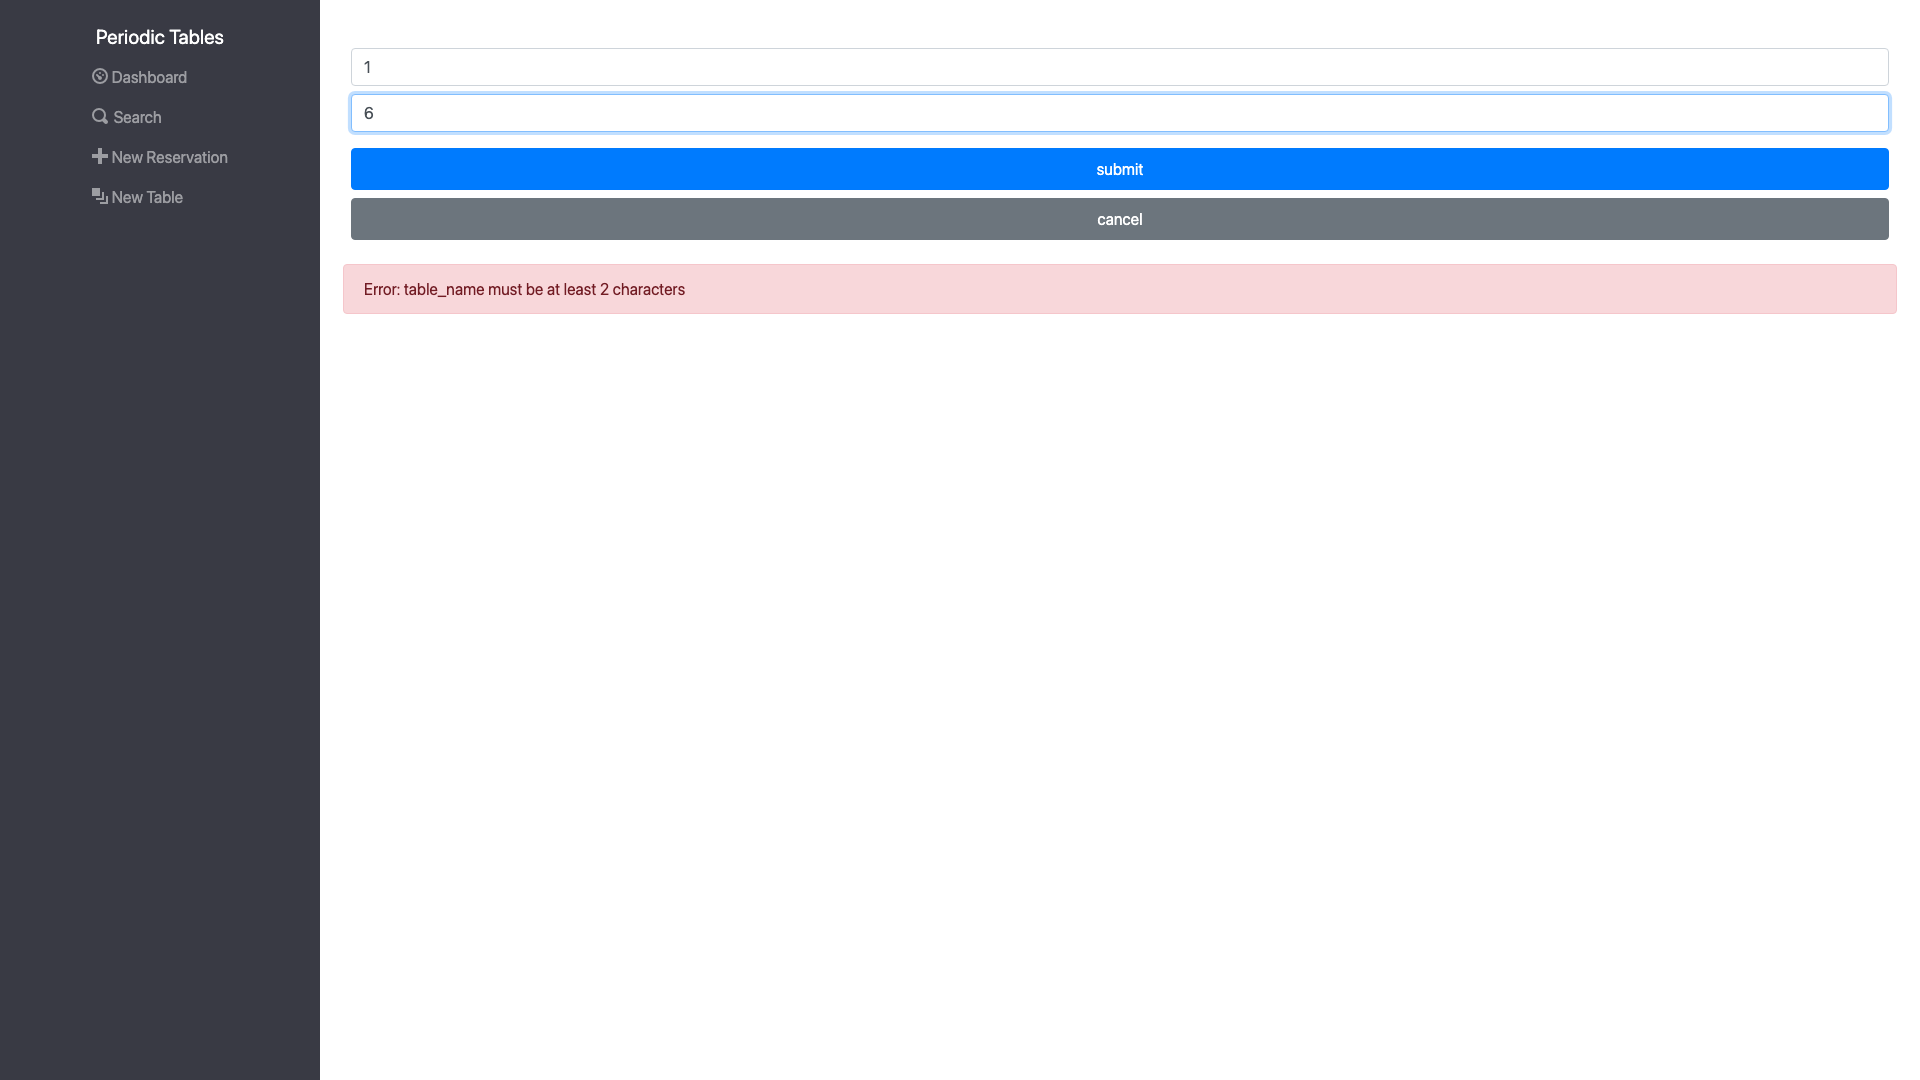 Periodic Tables
Dashboard
Search
New Reservation
New Table
1
6
submit
cancel
Error: table_name must be at least 2 characters